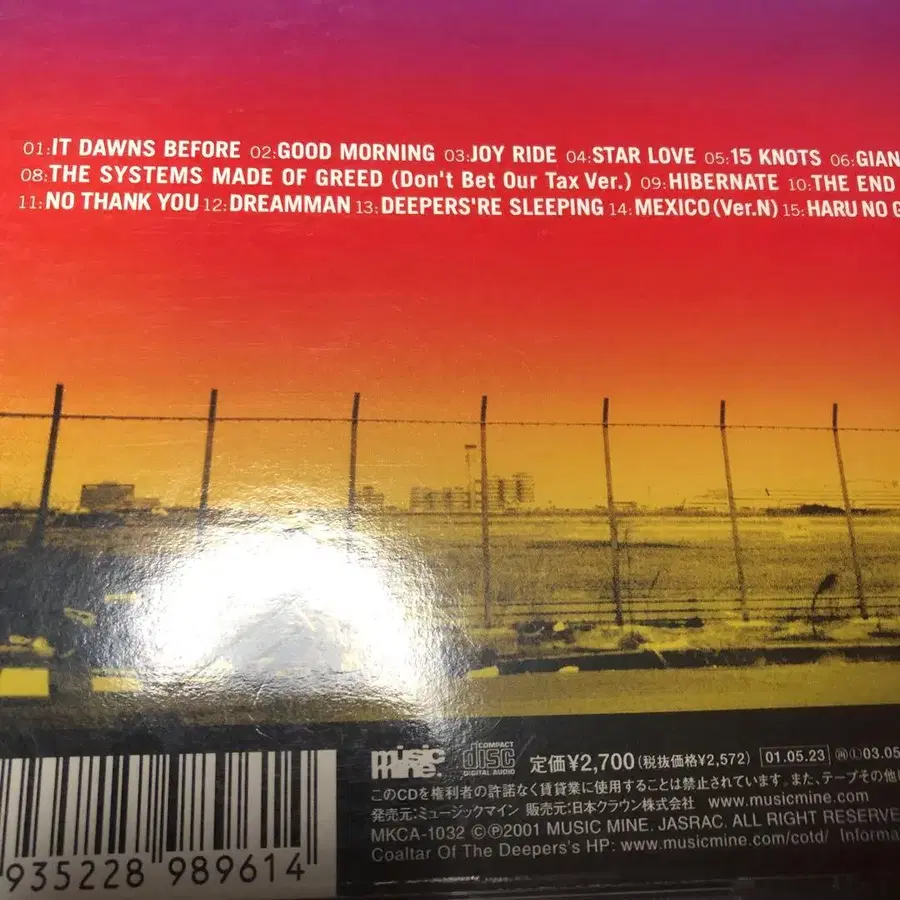 01:IT DAWNS BEFORE 02:GOOD MORNING 03:JOY RIDE 04:STAR LOVE 05:15 KNOTS 06:GIAN
08:THE SYSTEMS MADE OF GREED (Don't Bet Our Tax Ver.) 09:HIBERNATE 10:THE END
11:NO THANK YOU 12:DREAMMAN 13:DEEPERS'RE SLEEPING 14:MEXICO(Ver.N) 15:HARU NO G
music mine. COMPACT disc DIGITAL AUDIO 定価¥2,700(税抜価格¥2,572) 01.05.23 Ⓛ03.05
このCDを権利者の許諾なく賃貸業に使用することは禁止されています。また、テープその他に
発売元:ミュージックマイン 販売元:日本クラウン株式会社 www.musicmine.com
MKCA-1032 ©℗2001 MUSIC MINE. JASRAC. ALL RIGHT RESERVE
Coaltar Of The Deepers's HP: www.musicmine.com/cotd/ Informa
935228 989614